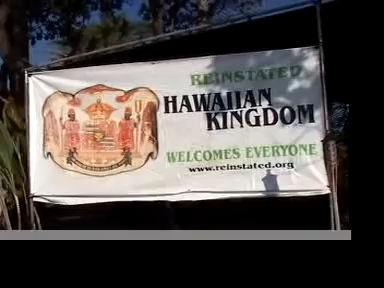 REINSTATED
HAWAIIAN
KINGDOM
WELCOMES EVERYONE
www.reinstated.org